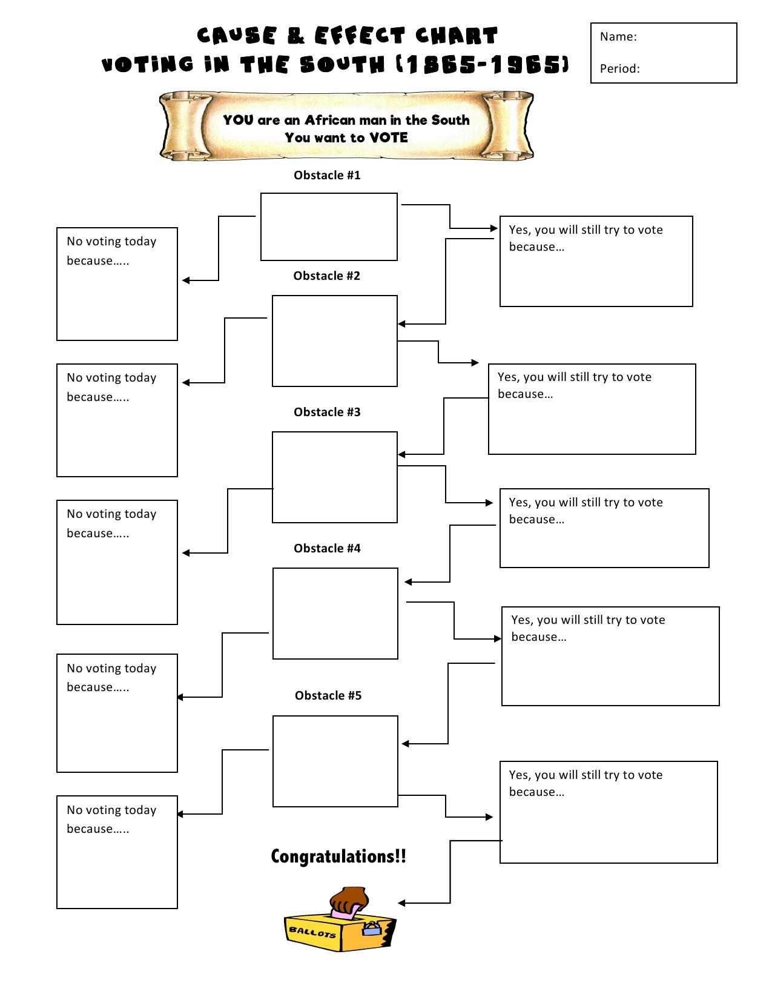 CAUSE & EFFECT CHART
VOTING IN THE SOUTH (1865-1965)
Name:
Period:
YOU are an African man in the South
You want to VOTE
Obstacle #1
No voting today
because…..
Yes, you will still try to vote
because…
Obstacle #2
No voting today
because…..
Yes, you will still try to vote
because…
Obstacle #3
No voting today
because…..
Yes, you will still try to vote
because…
Obstacle #4
No voting today
because…..
Yes, you will still try to vote
because…
Obstacle #5
No voting today
because…..
Yes, you will still try to vote
because…
Congratulations!!
BALLOTS